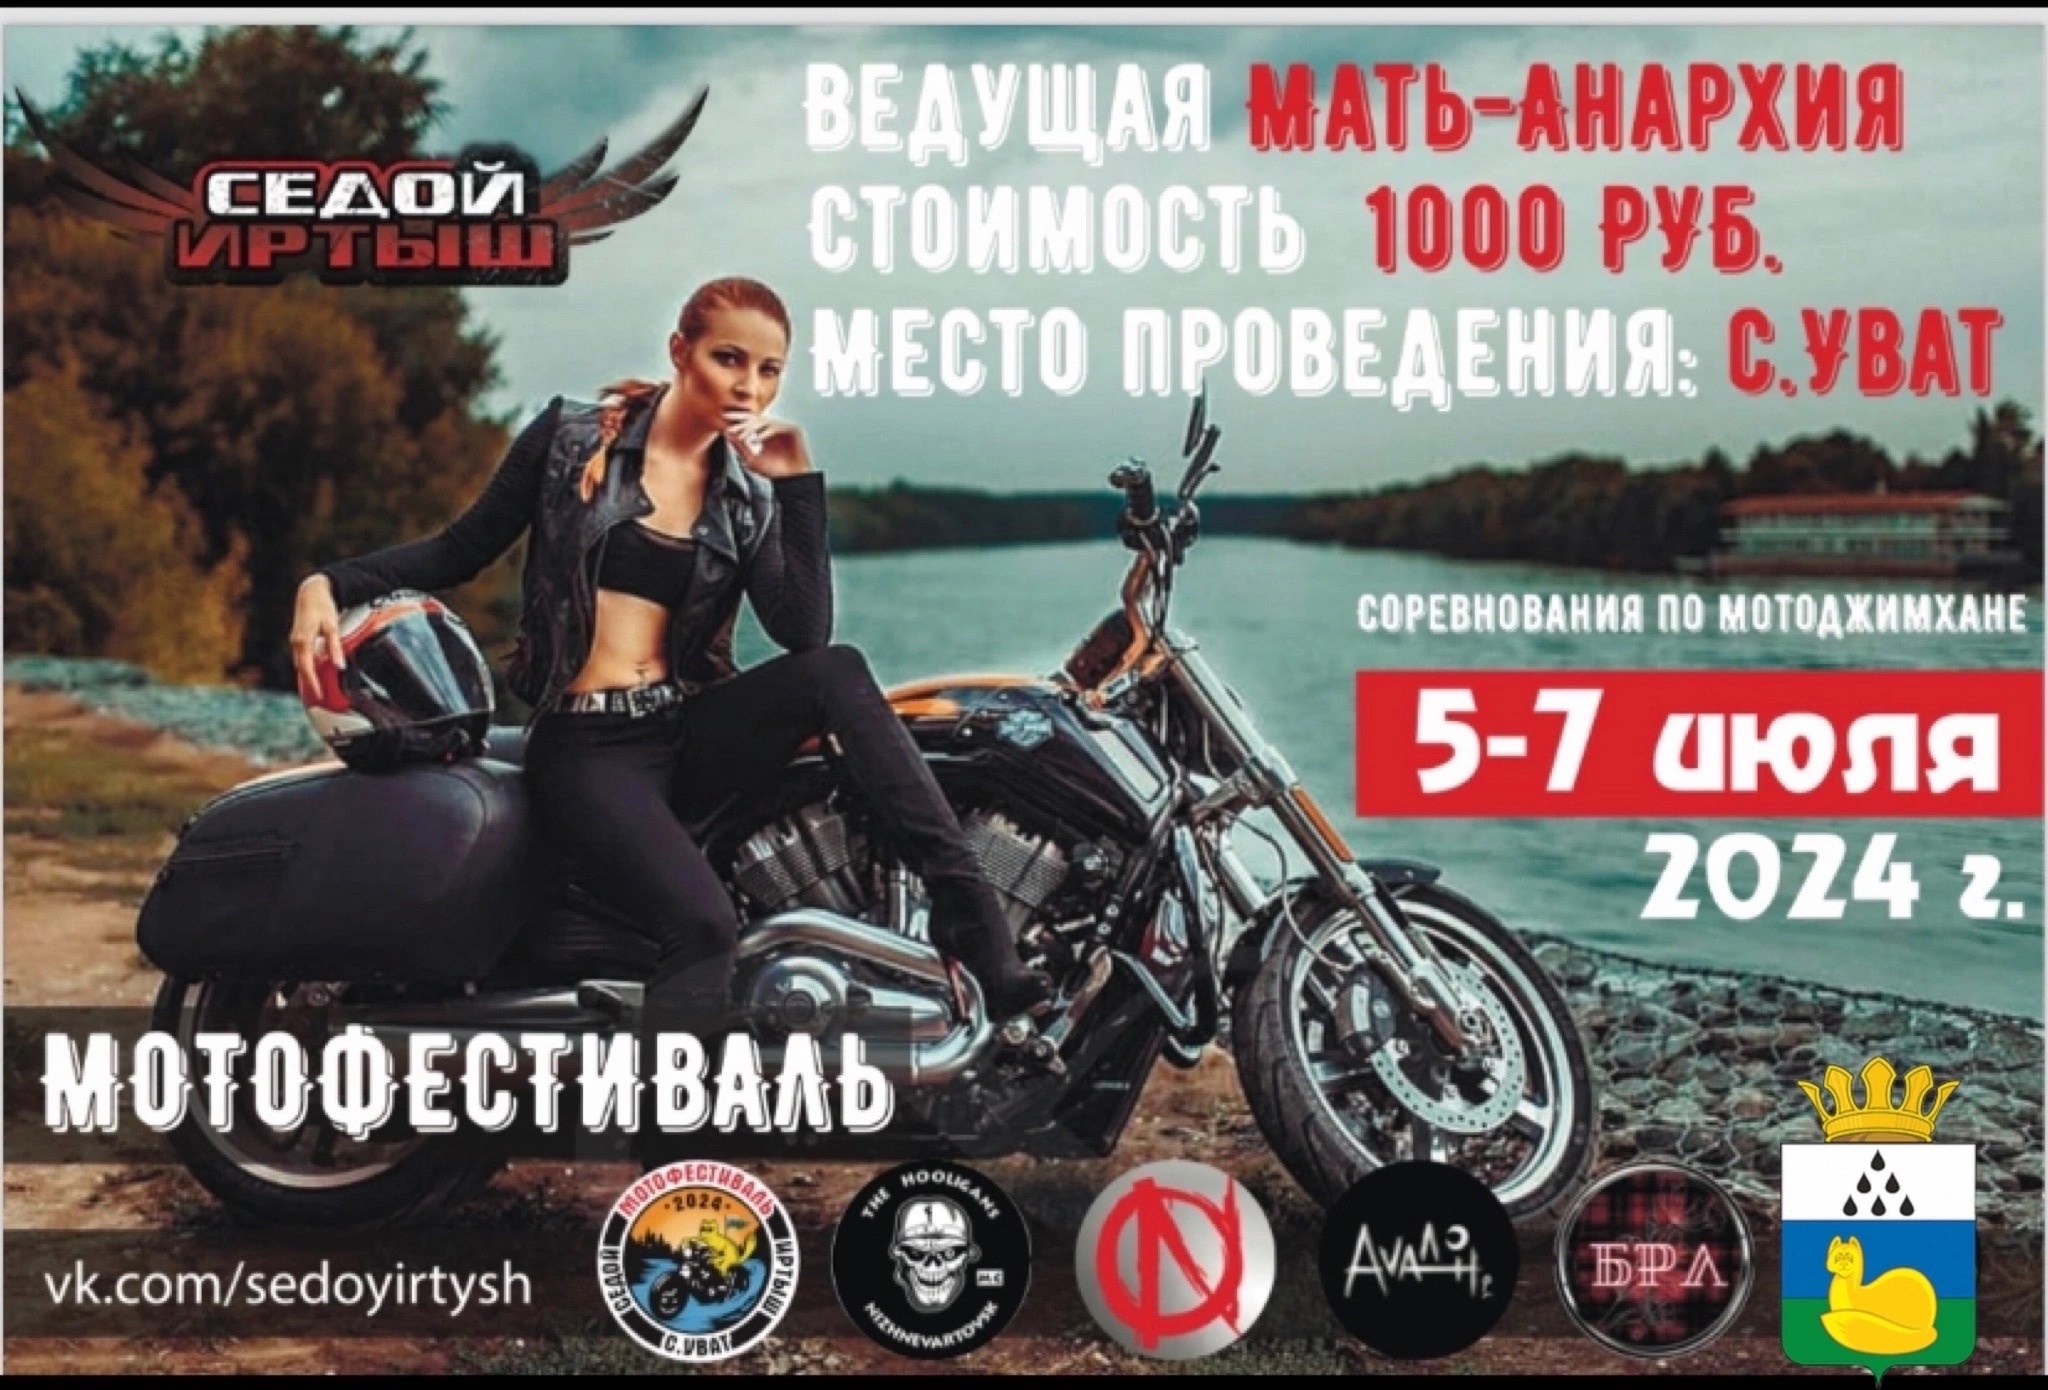 СЕДОЙ
ИРТЫШ
ВЕДУЩАЯ МАТЬ-АНАРХИЯ
СТОИМОСТЬ 1000 РУБ.
МЕСТО ПРОВЕДЕНИЯ: С.УВАТ
СОРЕВНОВАНИЯ ПО МОТОДЖИМХАНЕ
5-7 июля
2024 г.
МОТОФЕСТИВАЛЬ
vk.com/sedoyirtysh
МОТОФЕСТИВАЛЬ
2024
СЕДОЙ ИРТЫШ
С.УВАТ
THE HOOLIGANS
M.C
NIZHNEVARTOVSK
АВАЛОН
БРЛ